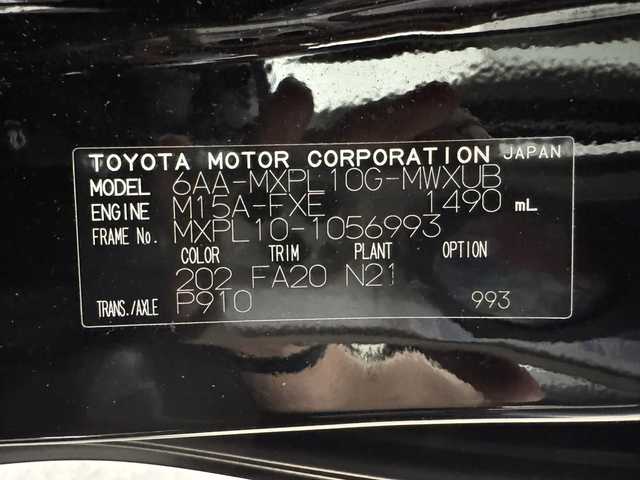 TOYOTA MOTOR CORPORATION JAPAN
MODEL 6AA-MXPL10G-MWXUB
ENGINE M15A-FXE 1490 mL
FRAME No. MXPL10-1056993
COLOR TRIM PLANT OPTION
202 FA20 N21
TRANS./AXLE P910 993